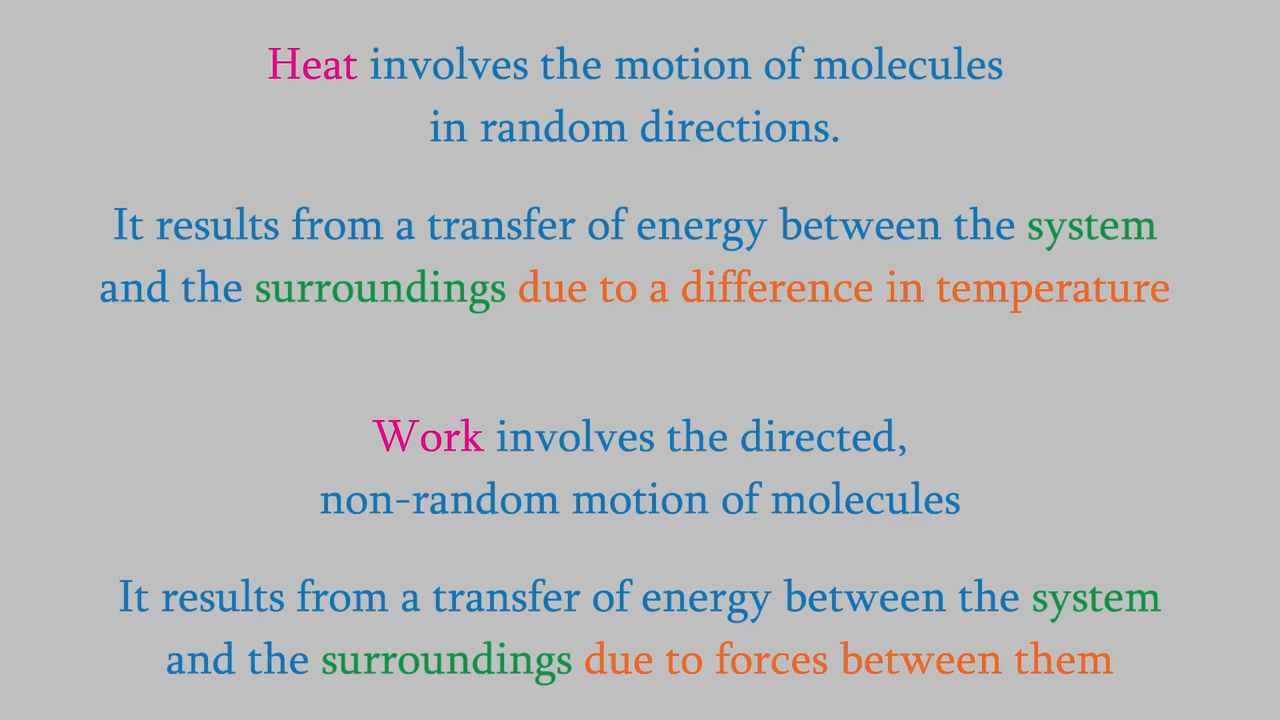 Heat involves the motion of molecules
in random directions.
It results from a transfer of energy between the system
and the surroundings due to a difference in temperature
Work involves the directed,
non-random motion of molecules
It results from a transfer of energy between the system
and the surroundings due to forces between them